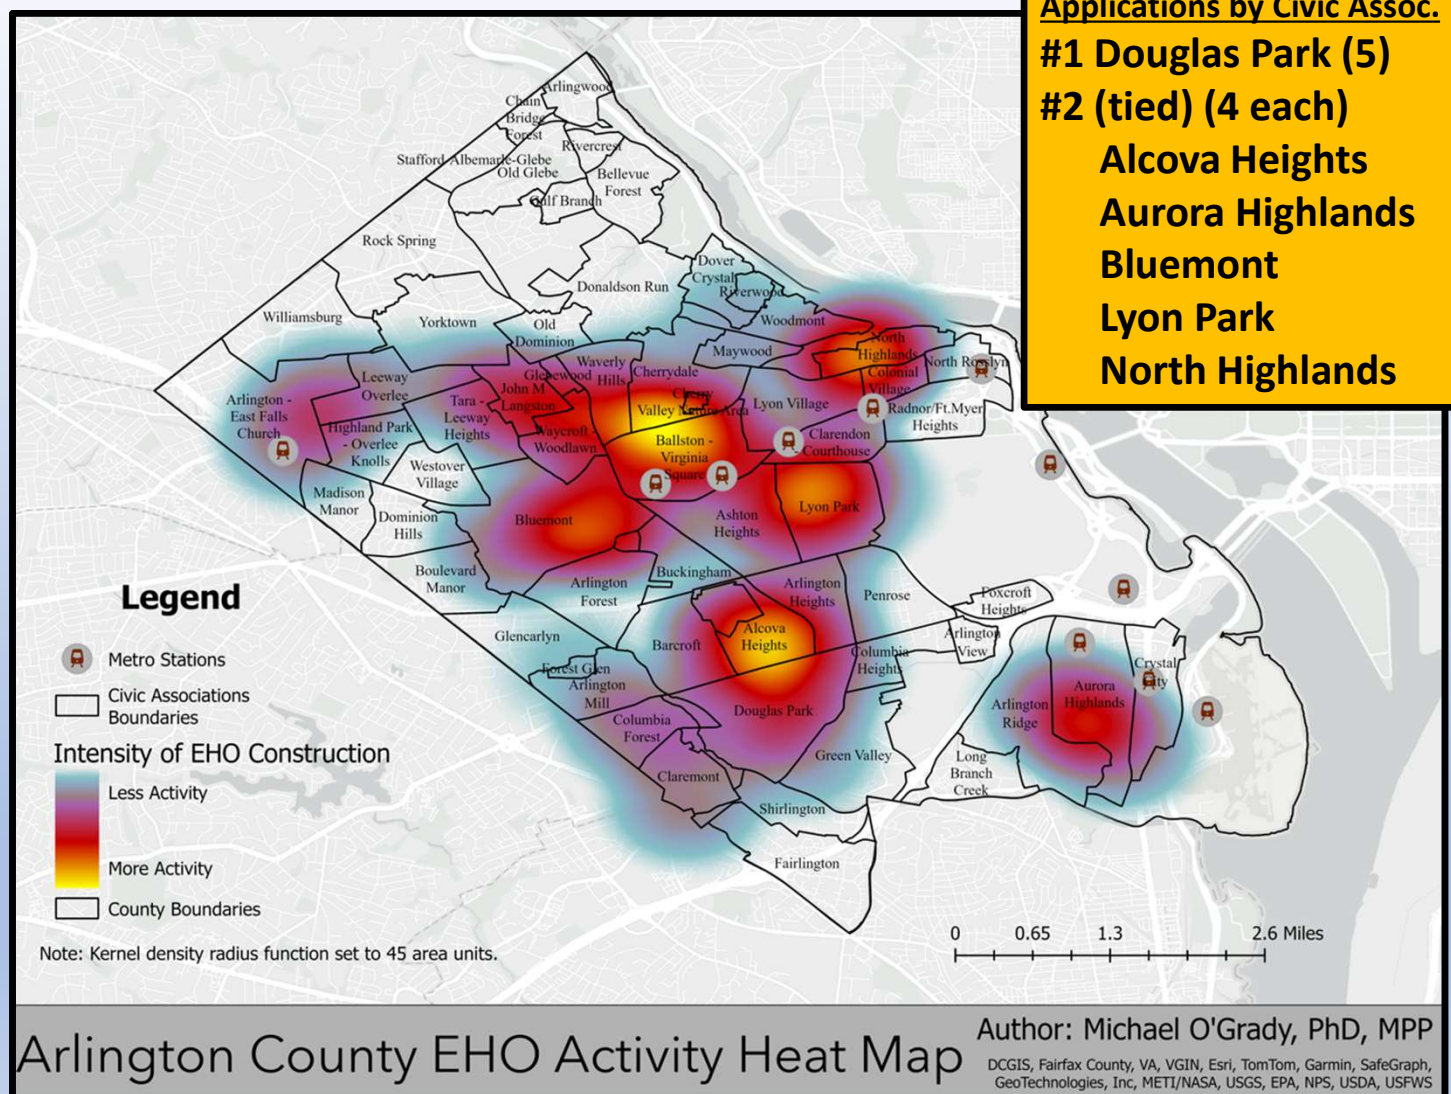 Applications by Civic Assoc.
#1 Douglas Park (5)
#2 (tied) (4 each)
Alcova Heights
Aurora Highlands
Bluemont
Lyon Park
North Highlands
Arlingwood
Chain
Bridge
Forest
Rivercrest
Stafford Albemarle-Glebe
Old Glebe
Bellevue
Forest
Gulf Branch
Rock Spring
Dover
Crystal
Riverwood
Donaldson Run
Williamsburg
Yorktown
Old
Dominion
Woodmont
North
Highlands
Maywood
North Rosslyn
Colonial
Village
Waverly
Hills
Cherrydale
Glebewood
Leeway
Overlee
John M
Langston
Cherry
Valley Nature Area
Lyon Village
Radnor/Ft.Myer
Heights
Arlington -
East Falls
Church
Tara -
Leeway
Heights
Highland Park
- Overlee
Knolls
Waycroft -
Woodlawn
Ballston -
Virginia
Square
Clarendon
Courthouse
Westover
Village
Madison
Manor
Dominion
Hills
Bluemont
Ashton
Heights
Lyon Park
Boulevard
Manor
Arlington
Forest
Buckingham
Arlington
Heights
Penrose
Foxcroft
Heights
Glencarlyn
Barcroft
Alcova
Heights
Columbia
Heights
Arlington
View
Forest Glen
Arlington
Mill
Columbia
Forest
Douglas Park
Arlington
Ridge
Aurora
Highlands
Crystal
City
Claremont
Green Valley
Long
Branch
Creek
Shirlington
Fairlington
Legend
Metro Stations
Civic Associations
Boundaries
Intensity of EHO Construction
Less Activity
More Activity
County Boundaries
Note: Kernel density radius function set to 45 area units.
0 0.65 1.3 2.6 Miles
Arlington County EHO Activity Heat Map
Author: Michael O'Grady, PhD, MPP
DCGIS, Fairfax County, VA, VGIN, Esri, TomTom, Garmin, SafeGraph,
GeoTechnologies, Inc, METI/NASA, USGS, EPA, NPS, USDA, USFWS